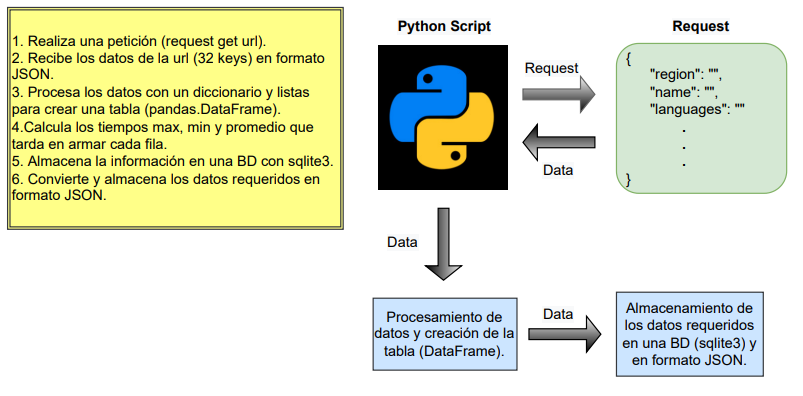 1. Realiza una petición (request get url).
2. Recibe los datos de la url (32 keys) en formato
JSON.
3. Procesa los datos con un diccionario y listas
para crear una tabla (pandas.DataFrame).
4.Calcula los tiempos max, min y promedio que
tarda en armar cada fila.
5. Almacena la información en una BD con sqlite3.
6. Convierte y almacena los datos requeridos en
formato JSON.
Python Script
Request
Request
{
"region": "",
"name": "",
"languages": ""
.
.
.
}
Data
Data
Procesamiento de
datos y creación de la
tabla (DataFrame).
Data
Almacenamiento de
los datos requeridos
en una BD (sqlite3) y
en formato JSON.